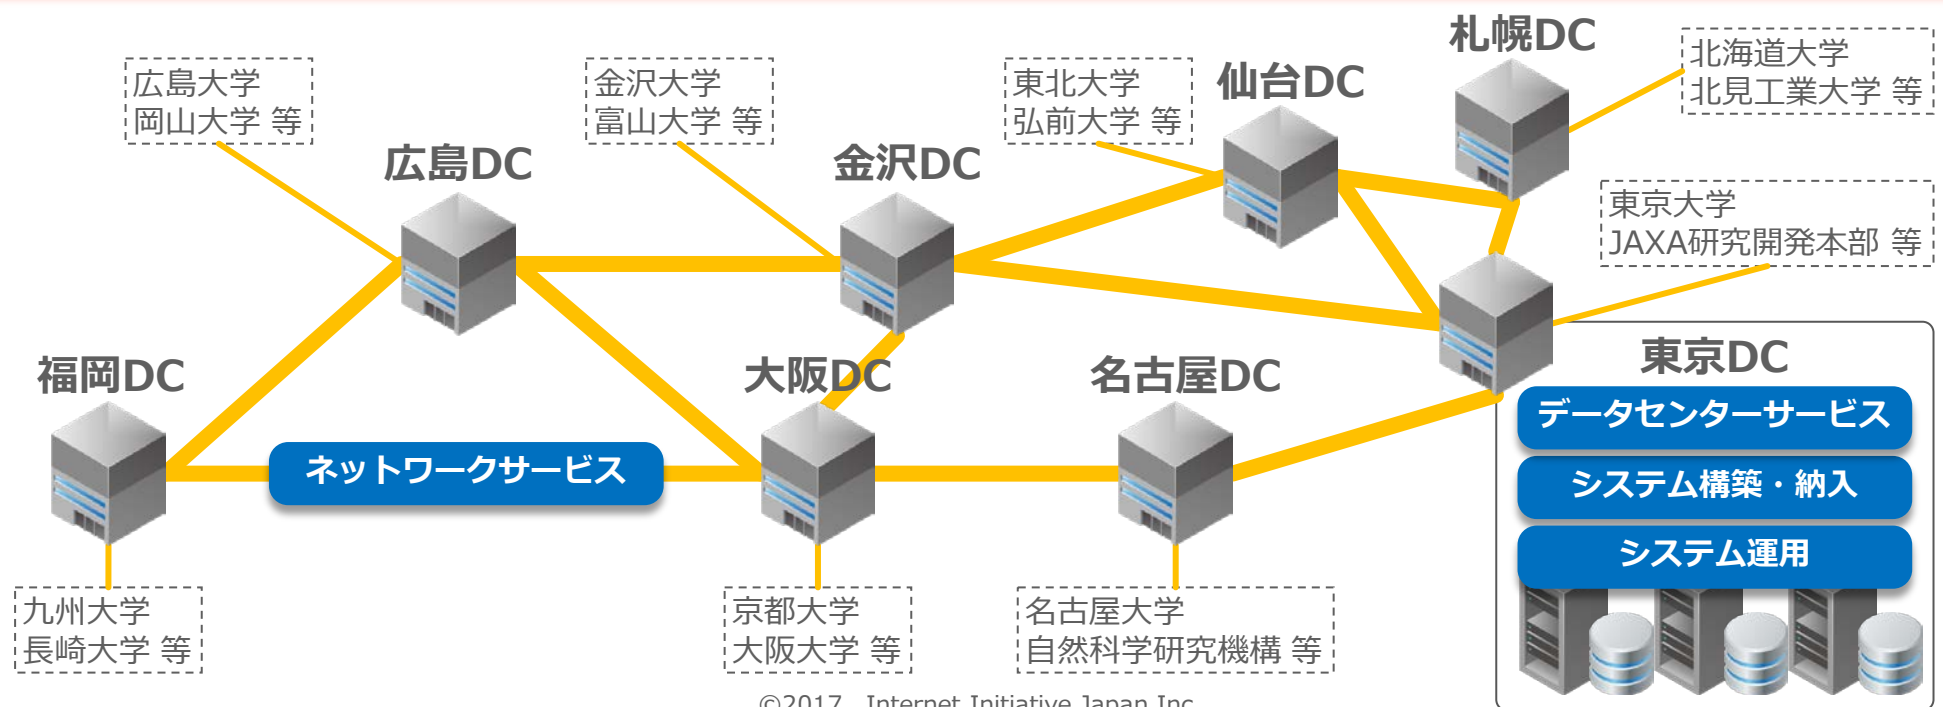 札幌DC
北海道大学
北見工業大学 等
広島大学
岡山大学 等
金沢大学
富山大学 等
東北大学
弘前大学 等
仙台DC
広島DC
金沢DC
東京大学
JAXA研究開発本部 等
福岡DC
大阪DC
名古屋DC
東京DC
データセンターサービス
ネットワークサービス
システム構築・納入
システム運用
九州大学
長崎大学 等
京都大学
大阪大学 等
名古屋大学
自然科学研究機構 等
©2017 Internet Initiative Japan Inc